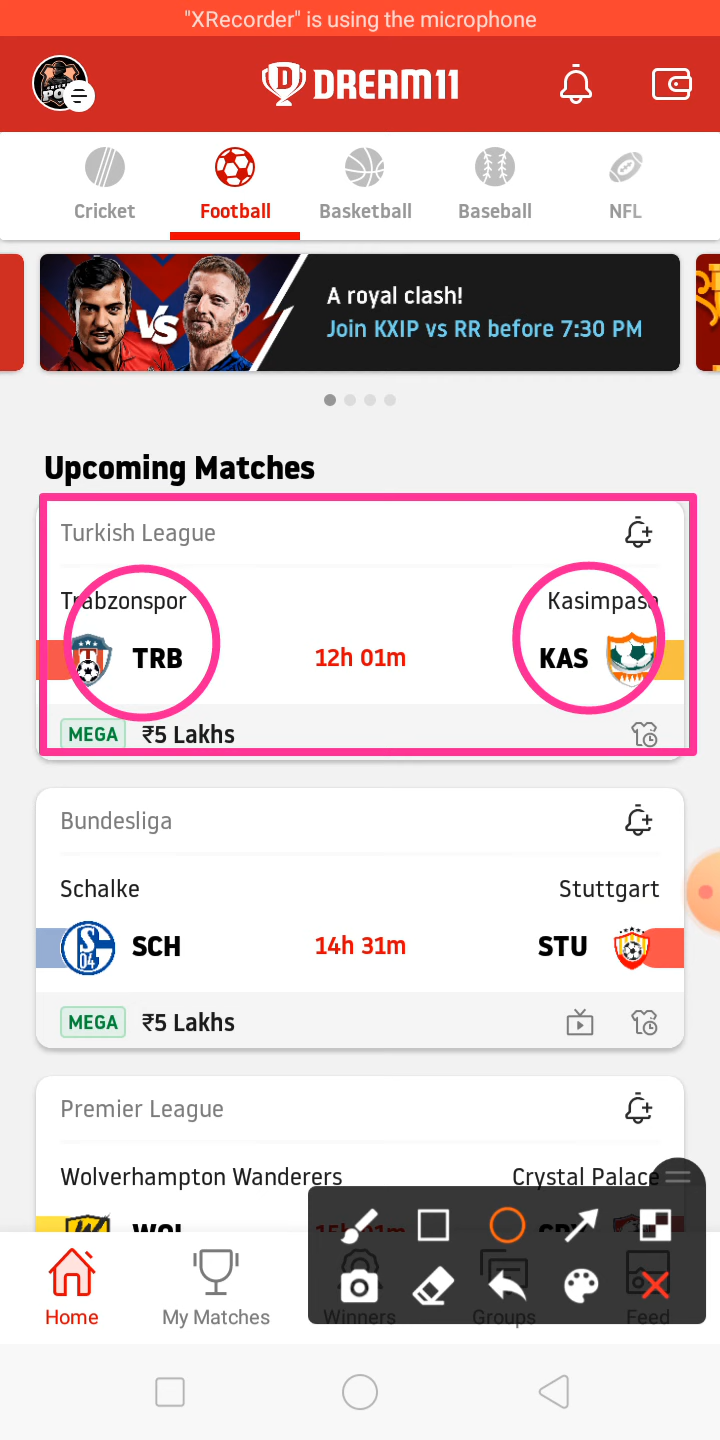 "XRecorder" is using the microphone
DREAM11
Cricket Football Basketball Baseball NFL
VS
A royal clash!
Join KXIP vs RR before 7:30 PM
Upcoming Matches
Turkish League
Trabzonspor Kasimpasa
TRB 12h 01m KAS
MEGA ₹5 Lakhs
Bundesliga
Schalke Stuttgart
SCH 14h 31m STU
MEGA ₹5 Lakhs
Premier League
Wolverhampton Wanderers Crystal Palace
WOL
Home My Matches Winners Groups Feed